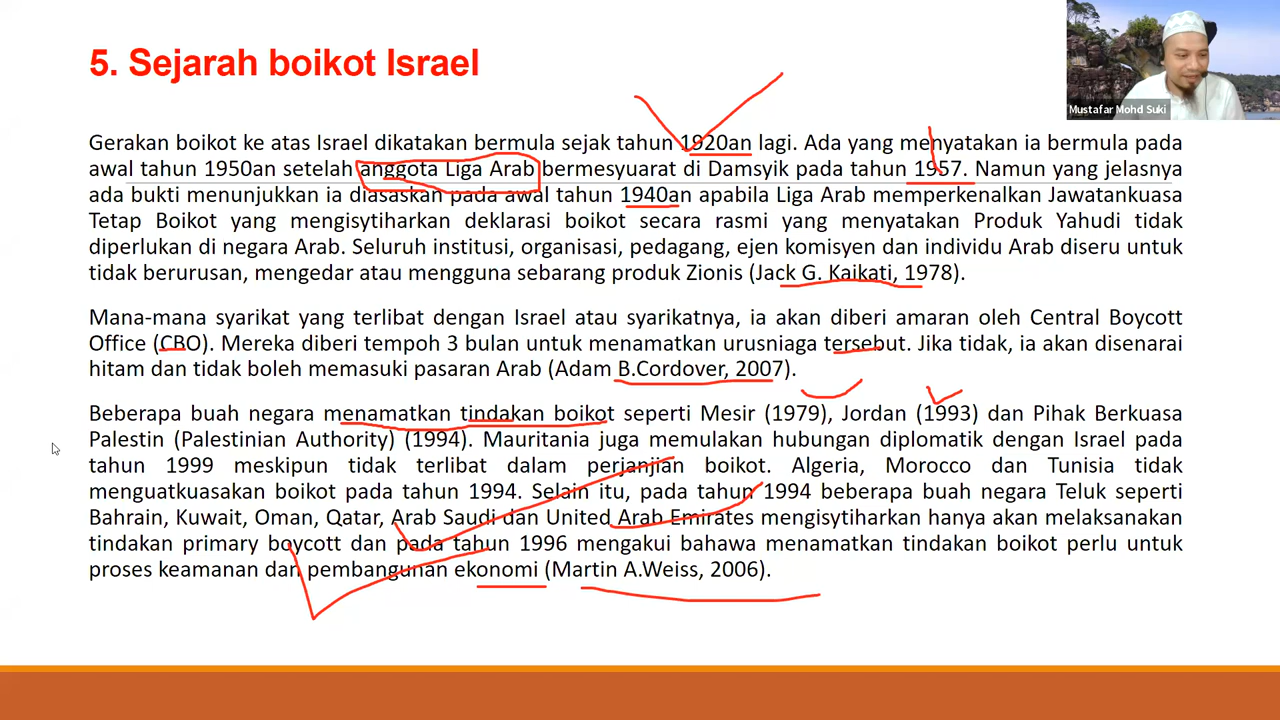 5. Sejarah boikot Israel
Mustafar Mohd Suki
Gerakan boikot ke atas Israel dikatakan bermula sejak tahun 1920an lagi. Ada yang menyatakan ia bermula pada
awal tahun 1950an setelah anggota Liga Arab bermesyuarat di Damsyik pada tahun 1957. Namun yang jelasnya
ada bukti menunjukkan ia diasaskan pada awal tahun 1940an apabila Liga Arab memperkenalkan Jawatankuasa
Tetap Boikot yang mengisytiharkan deklarasi boikot secara rasmi yang menyatakan Produk Yahudi tidak
diperlukan di negara Arab. Seluruh institusi, organisasi, pedagang, ejen komisyen dan individu Arab diseru untuk
tidak berurusan, mengedar atau mengguna sebarang produk Zionis (Jack G. Kaikati, 1978).
Mana-mana syarikat yang terlibat dengan Israel atau syarikatnya, ia akan diberi amaran oleh Central Boycott
Office (CBO). Mereka diberi tempoh 3 bulan untuk menamatkan urusniaga tersebut. Jika tidak, ia akan disenarai
hitam dan tidak boleh memasuki pasaran Arab (Adam B.Cordover, 2007).
Beberapa buah negara menamatkan tindakan boikot seperti Mesir (1979), Jordan (1993) dan Pihak Berkuasa
Palestin (Palestinian Authority) (1994). Mauritania juga memulakan hubungan diplomatik dengan Israel pada
tahun 1999 meskipun tidak terlibat dalam perjanjian boikot. Algeria, Morocco dan Tunisia tidak
menguatkuasakan boikot pada tahun 1994. Selain itu, pada tahun 1994 beberapa buah negara Teluk seperti
Bahrain, Kuwait, Oman, Qatar, Arab Saudi dan United Arab Emirates mengisytiharkan hanya akan melaksanakan
tindakan primary boycott dan pada tahun 1996 mengakui bahawa menamatkan tindakan boikot perlu untuk
proses keamanan dan pembangunan ekonomi (Martin A.Weiss, 2006).